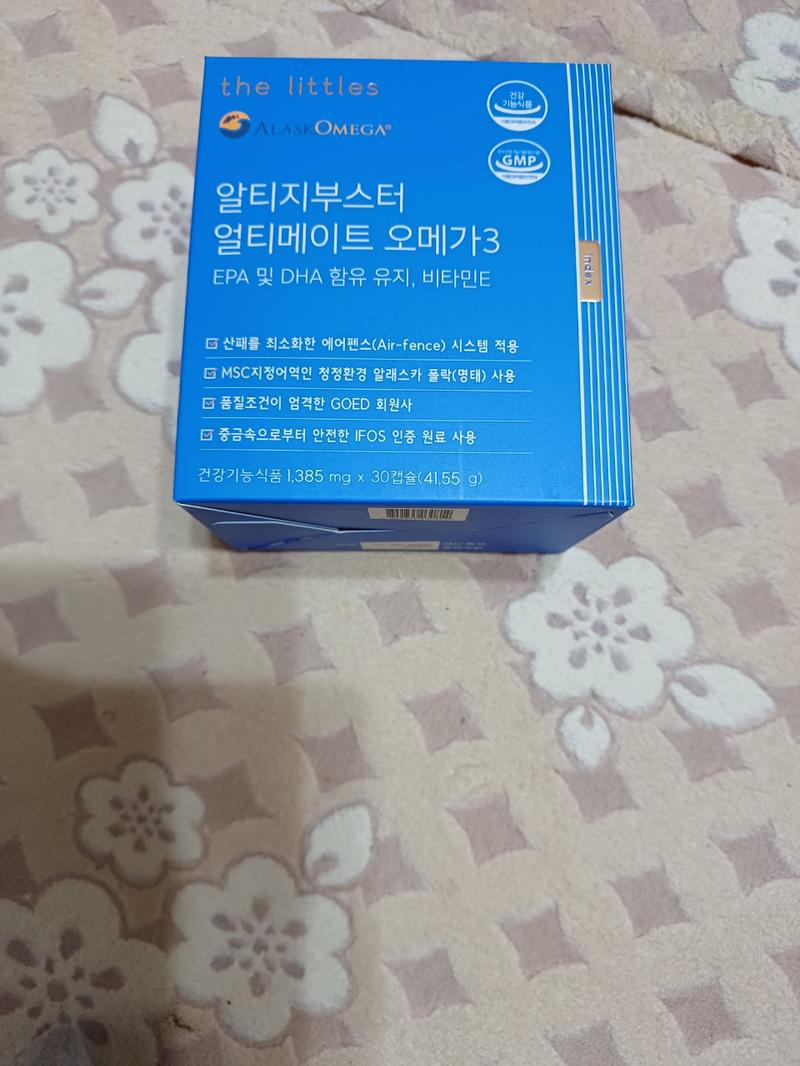 the littles
ALASKOMEGA®
건강
기능식품
GMP
알티지부스터
얼티메이트 오메가3
EPA 및 DHA 함유 유지, 비타민E
index
산패를 최소화한 에어펜스(Air-fence) 시스템 적용
MSC지정어역인 청정환경 알래스카 폴락(명태) 사용
품질조건이 엄격한 GOED 회원사
중금속으로부터 안전한 IFOS 인증 원료 사용
건강기능식품 1,385 mg x 30캡슐(41.55 g)